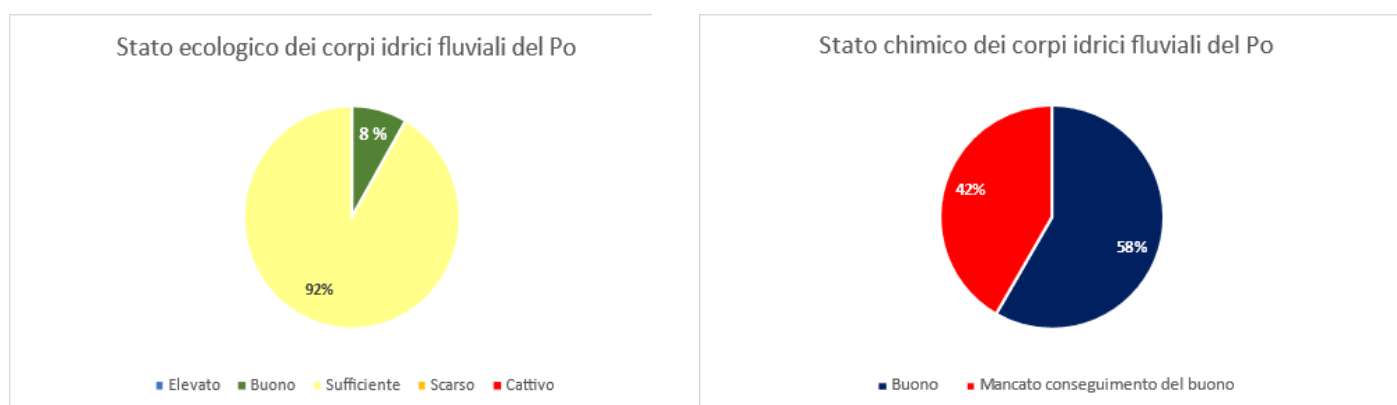 Stato ecologico dei corpi idrici fluviali del Po
8 %
92%
Elevato Buono Sufficiente Scarso Cattivo
Stato chimico dei corpi idrici fluviali del Po
42%
58%
Buono Mancato conseguimento del buono